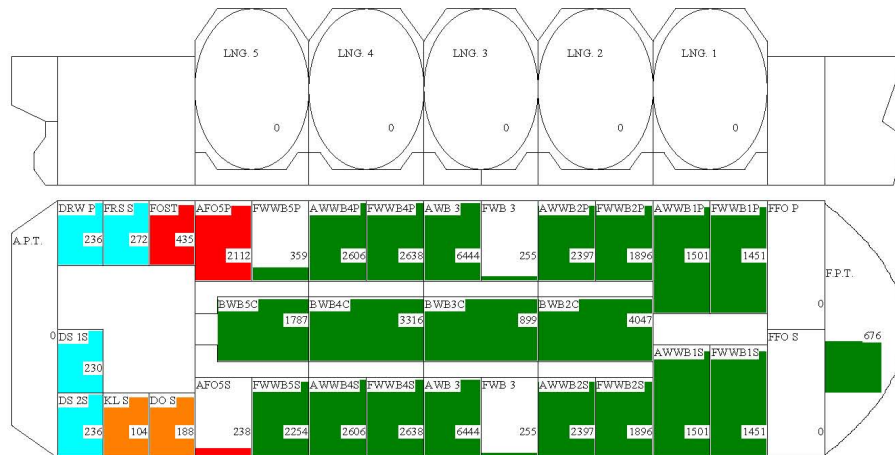 LNG. 5
LNG. 4
LNG. 3
LNG. 2
LNG. 1
0
0
0
0
0
DRW P
FRS S
FOST
AFO5P
FWWB5P
AWWB4P
FWWB4P
AWB 3
FWB 3
AWWB2P
FWWB2P
AWWB1P
FWWB1P
FFO P
A.P.T.
236
272
435
2112
359
2606
2638
6444
255
2397
1896
1501
1451
F.P.T.
BWB5C
BWB4C
BWB3C
BWB2C
0
1787
3316
899
4047
0
DS 1S
FFO S
676
AWWB1S
FWWB1S
230
AFO5S
FWWB5S
AWWB4S
FWWB4S
AWB 3
FWB 3
AWWB2S
FWWB2S
DS 2S
KL S
DO S
236
104
188
238
2254
2606
2638
6444
255
2397
1896
1501
1451
0